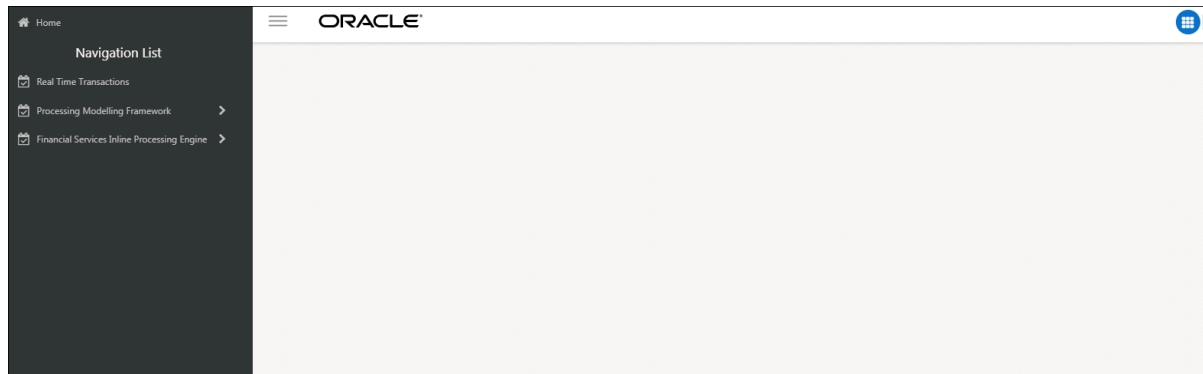 Home
ORACLE
Navigation List
Real Time Transactions
Processing Modelling Framework
Financial Services Inline Processing Engine